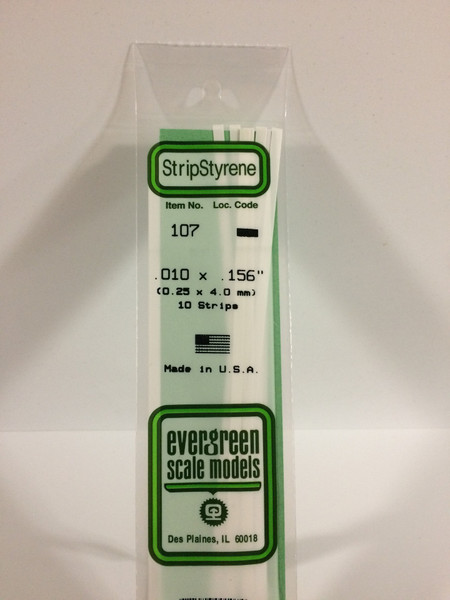 StripStyrene
Item No. Loc. Code
107
.010 x .156"
(0.25 x 4.0 mm)
10 Strips
Made in U.S.A.
evergreen
scale models
Des Plaines, IL 60018